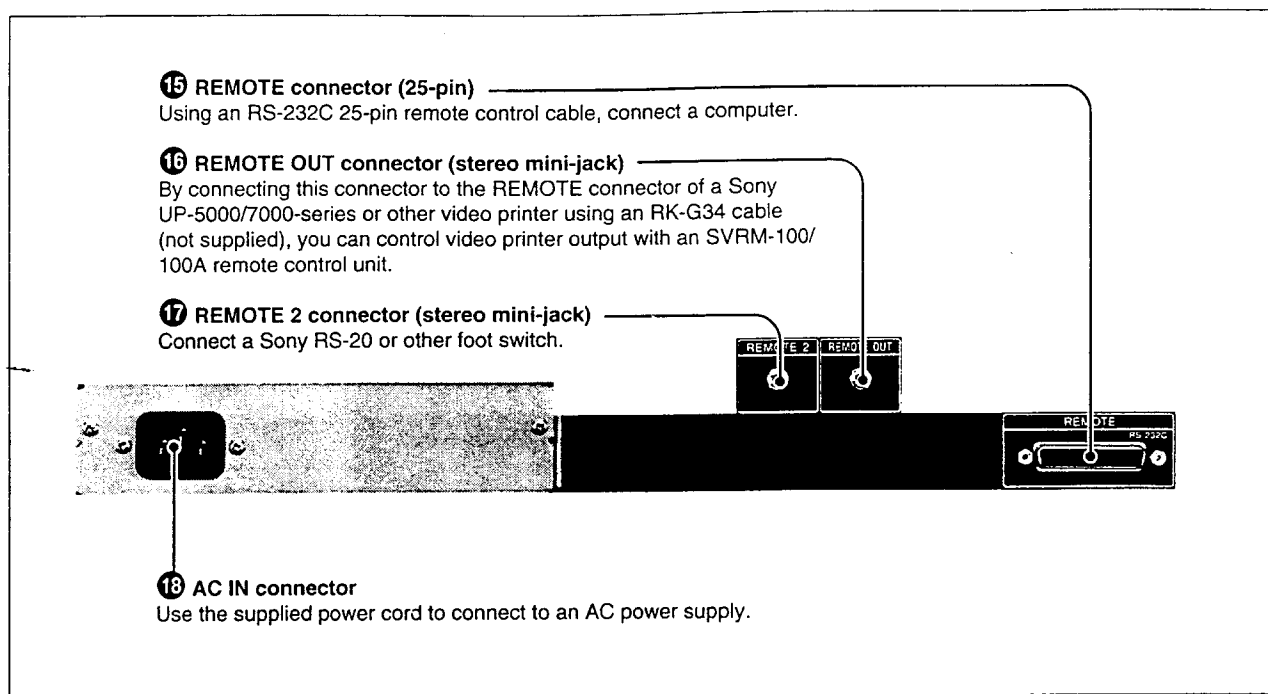 15 REMOTE connector (25-pin)
Using an RS-232C 25-pin remote control cable, connect a computer.
16 REMOTE OUT connector (stereo mini-jack)
By connecting this connector to the REMOTE connector of a Sony
UP-5000/7000-series or other video printer using an RK-G34 cable
(not supplied), you can control video printer output with an SVRM-100/
100A remote control unit.
17 REMOTE 2 connector (stereo mini-jack)
Connect a Sony RS-20 or other foot switch.
REMOTE 2
REMOTE OUT
REMOTE
RS-232C
18 AC IN connector
Use the supplied power cord to connect to an AC power supply.